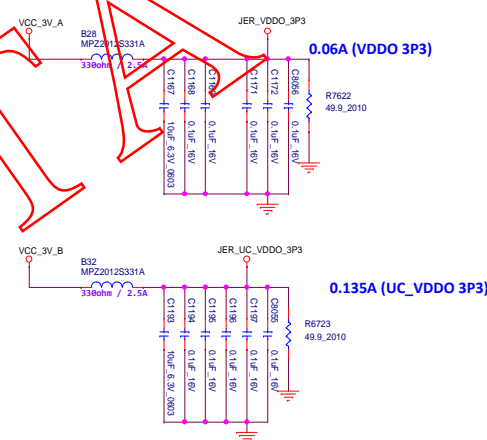 VCC_3V_A
JER_VDDO_3P3
B28
MPZ2012S331A
330ohm / 2.5A
0.06A (VDDO 3P3)
C1167
C1168
C1171
C1172
C8056
10uF_6.3V_0603
0.1uF_16V
0.1uF_16V
0.1uF_16V
0.1uF_16V
0.1uF_16V
R7622
49.9_2010
VCC_3V_B
JER_UC_VDDO_3P3
B32
MPZ2012S331A
330ohm / 2.5A
0.135A (UC_VDDO 3P3)
C1193
C1194
C1195
C1196
C1197
C8055
10uF_6.3V_0603
0.1uF_16V
0.1uF_16V
0.1uF_16V
0.1uF_16V
0.1uF_16V
R6723
49.9_2010